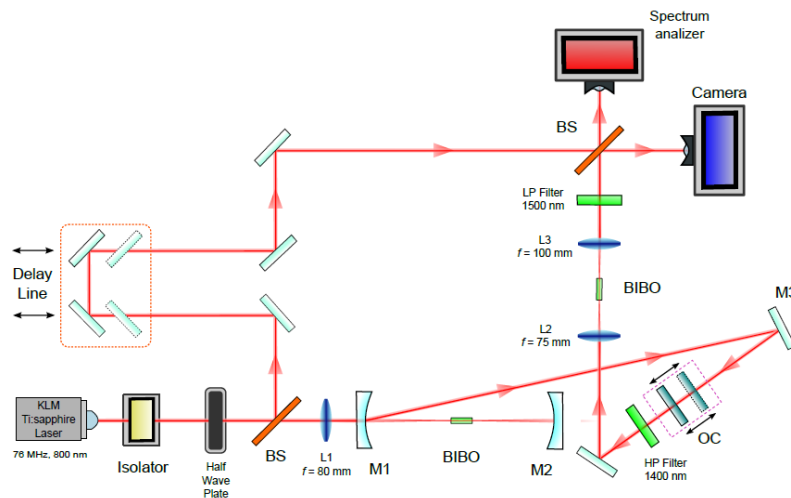 Spectrum
analizer
Camera
BS
LP Filter
1500 nm
L3
f = 100 mm
BIBO
Delay
Line
L2
f = 75 mm
M3
KLM
Ti:sapphire
Laser
76 MHz, 800 nm
Isolator
Half
Wave
Plate
BS
L1
f = 80 mm
M1
BIBO
M2
HP Filter
1400 nm
OC